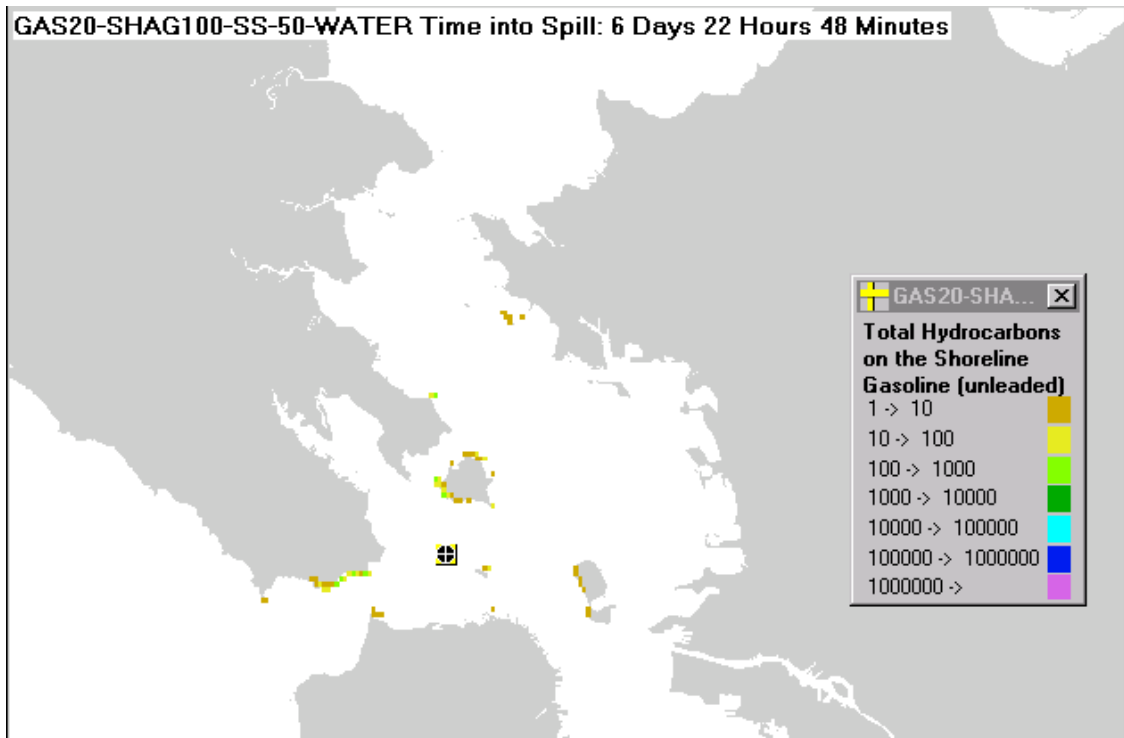 GAS20-SHAG100-SS-50-WATER Time into Spill: 6 Days 22 Hours 48 Minutes
GAS20-SHA...
Total Hydrocarbons
on the Shoreline
Gasoline (unleaded)
1 -> 10
10 -> 100
100 -> 1000
1000 -> 10000
10000 -> 100000
100000 -> 1000000
1000000 ->